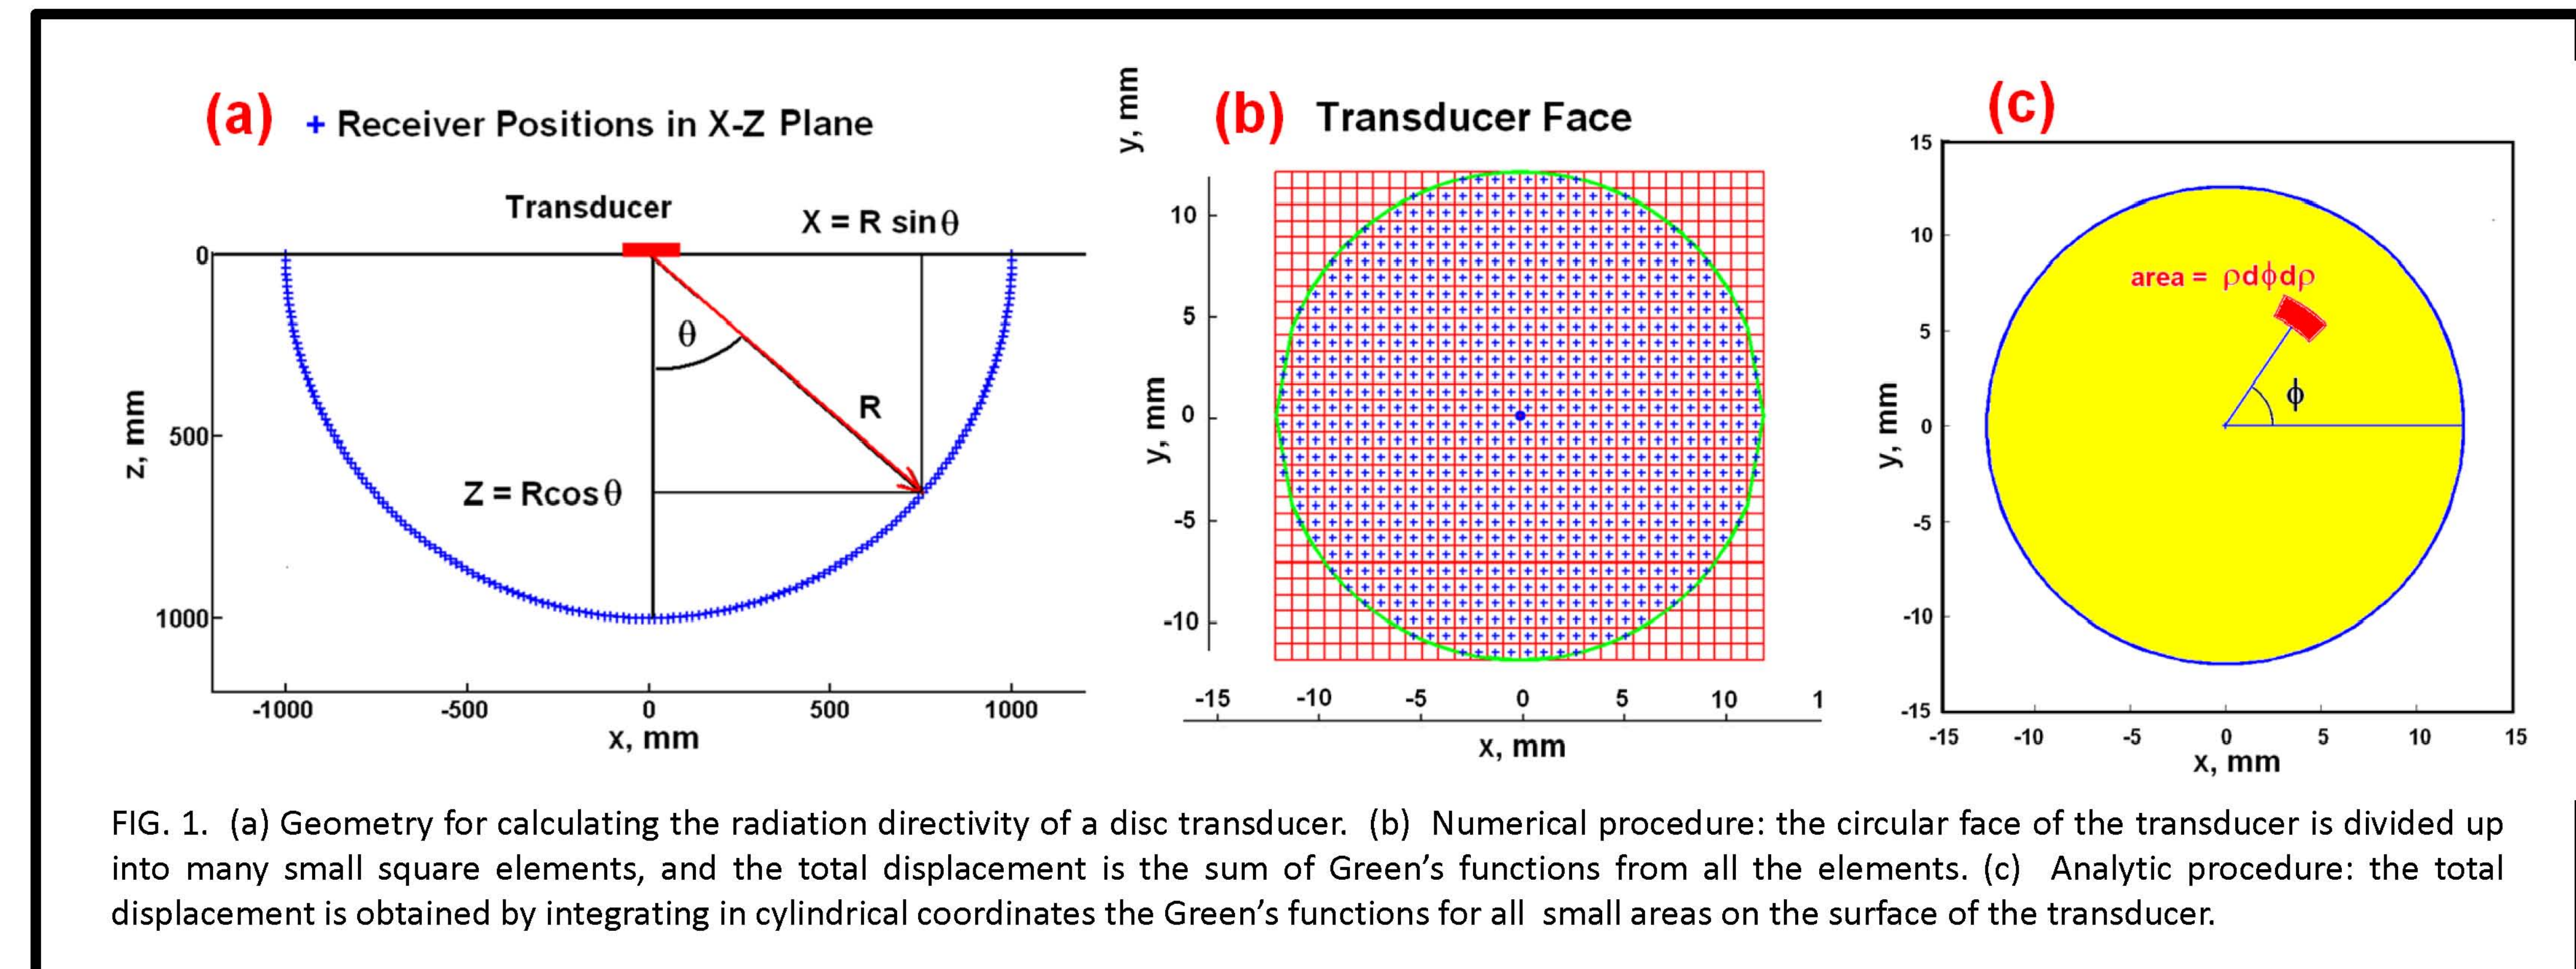 (a) + Receiver Positions in X-Z Plane
Transducer
X = R sinθ
0
θ
R
z, mm
500
Z = Rcosθ
1000
-1000 -500 0 500 1000
x, mm
y, mm
(b) Transducer Face
10
5
y, mm
0
-5
-10
-15 -10 -5 0 5 10 1
x, mm
(c)
15
10
area = ρdϕdρ
5
ϕ
y, mm
0
-5
-10
-15
-15 -10 -5 0 5 10 15
x, mm
FIG. 1. (a) Geometry for calculating the radiation directivity of a disc transducer. (b) Numerical procedure: the circular face of the transducer is divided up
into many small square elements, and the total displacement is the sum of Green’s functions from all the elements. (c) Analytic procedure: the total
displacement is obtained by integrating in cylindrical coordinates the Green’s functions for all small areas on the surface of the transducer.